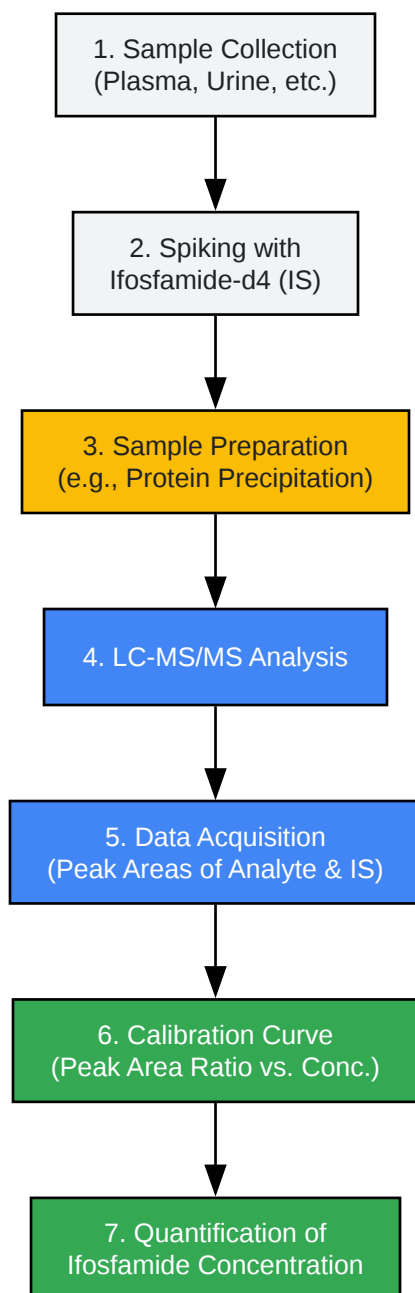 1. Sample Collection
(Plasma, Urine, etc.)
2. Spiking with
Ifosfamide-d4 (IS)
3. Sample Preparation
(e.g., Protein Precipitation)
4. LC-MS/MS Analysis
5. Data Acquisition
(Peak Areas of Analyte & IS)
6. Calibration Curve
(Peak Area Ratio vs. Conc.)
7. Quantification of
Ifosfamide Concentration